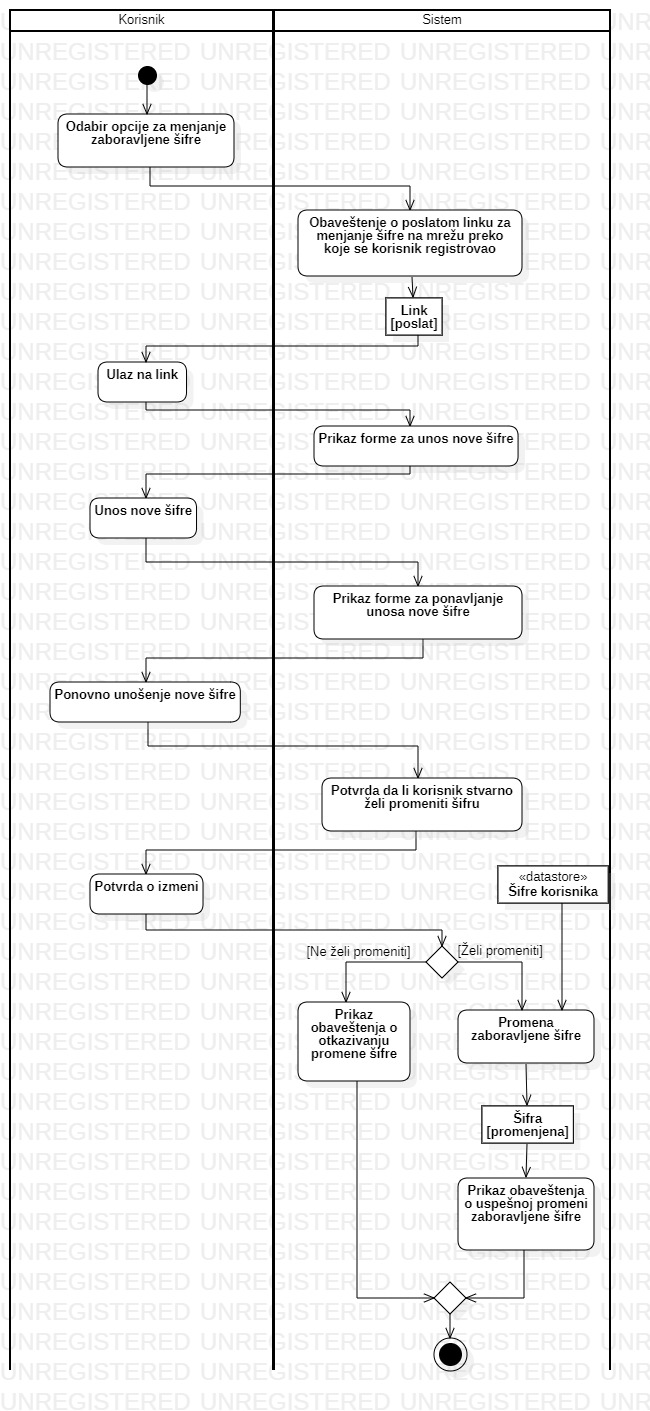 Korisnik
Sistem
Odabir opcije za menjanje
zaboravljene šifre
Obaveštenje o poslatom linku za
menjanje šifre na mrežu preko
koje se korisnik registrovao
Link
[poslat]
Ulaz na link
Prikaz forme za unos nove šifre
Unos nove šifre
Prikaz forme za ponavljanje
unosa nove šifre
Ponovno unošenje nove šifre
Potvrda da li korisnik stvarno
želi promeniti šifru
Potvrda o izmeni
«datastore»
Šifre korisnika
[Ne želi promeniti]
[Želi promeniti]
Prikaz
obaveštenja o
otkazivanju
promene šifre
Promena
zaboravljene šifre
Šifra
[promenjena]
Prikaz obaveštenja
o uspešnoj promeni
zaboravljene šifre
UNREGISTERED